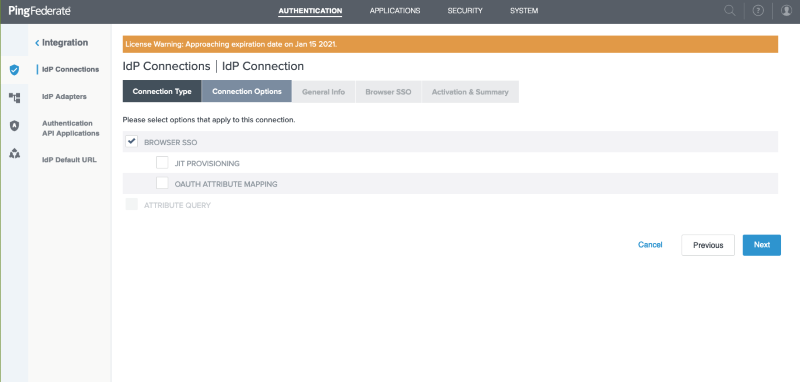 PingFederate
AUTHENTICATION
APPLICATIONS
SECURITY
SYSTEM
Integration
IdP Connections
IdP Adapters
Authentication
API Applications
IdP Default URL
License Warning: Approaching expiration date on Jan 15 2021.
IdP Connections | IdP Connection
Connection Type
Connection Options
General Info
Browser SSO
Activation & Summary
Please select options that apply to this connection.
BROWSER SSO
JIT PROVISIONING
OAUTH ATTRIBUTE MAPPING
ATTRIBUTE QUERY
Cancel
Previous
Next